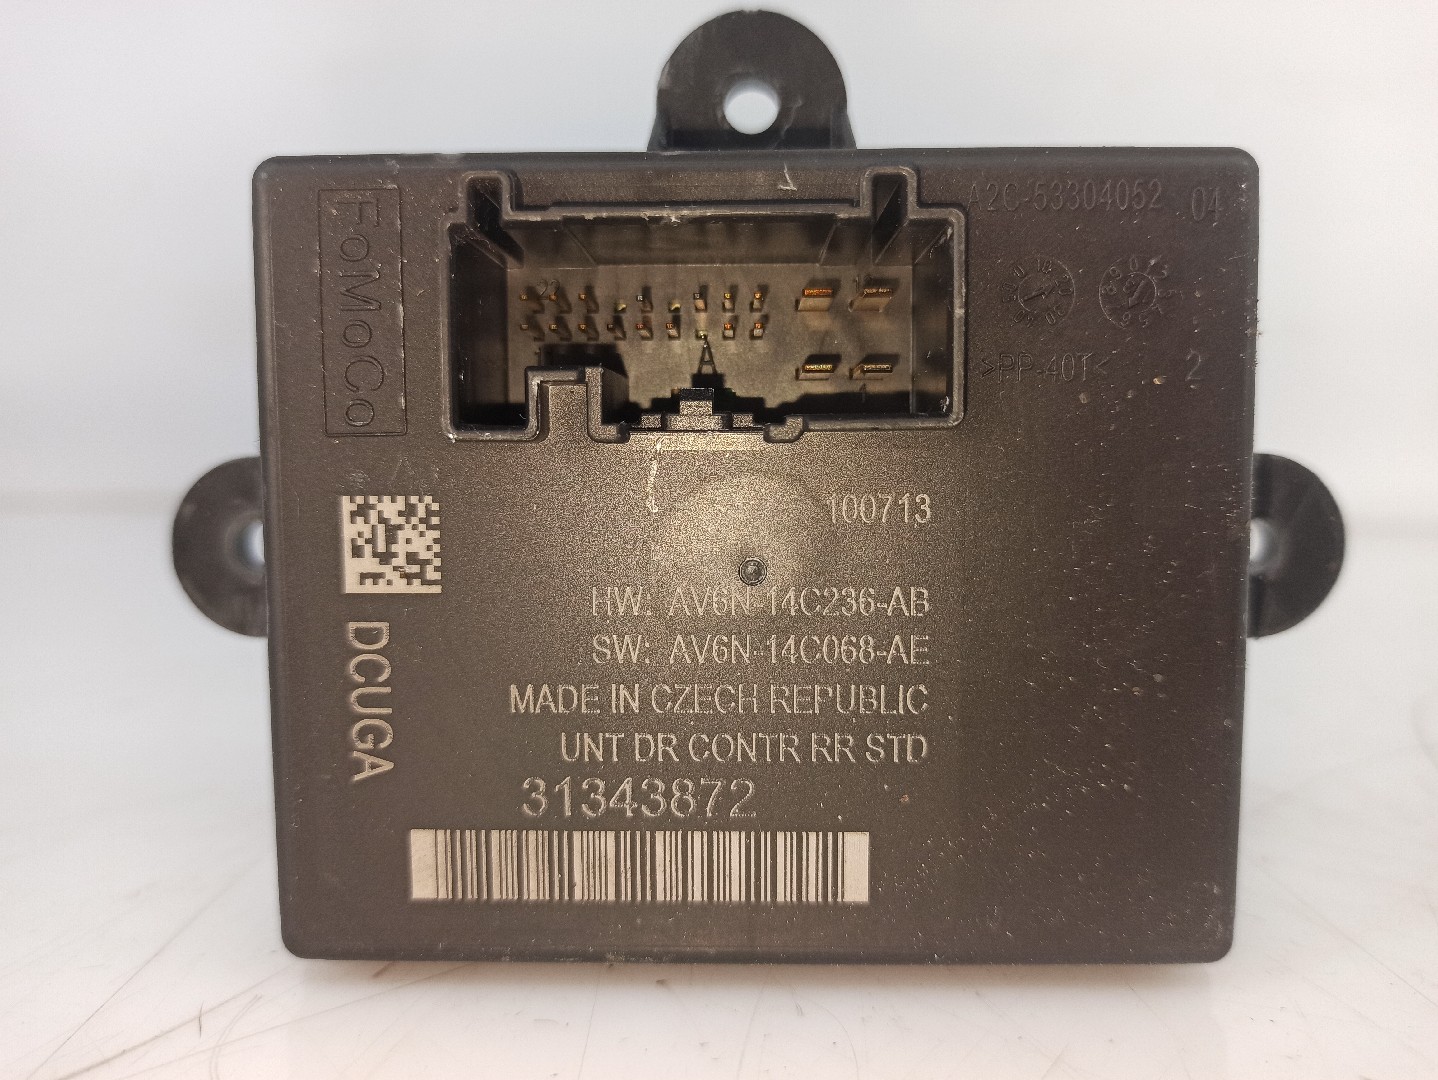 FoMoCo
A2C-53304052 04
>PP-40T< 2
A
1
100713
HW: AV6N-14C236-AB
SW: AV6N-14C068-AE
MADE IN CZECH REPUBLIC
UNT DR CONTR RR STD
31343872
DCUGA